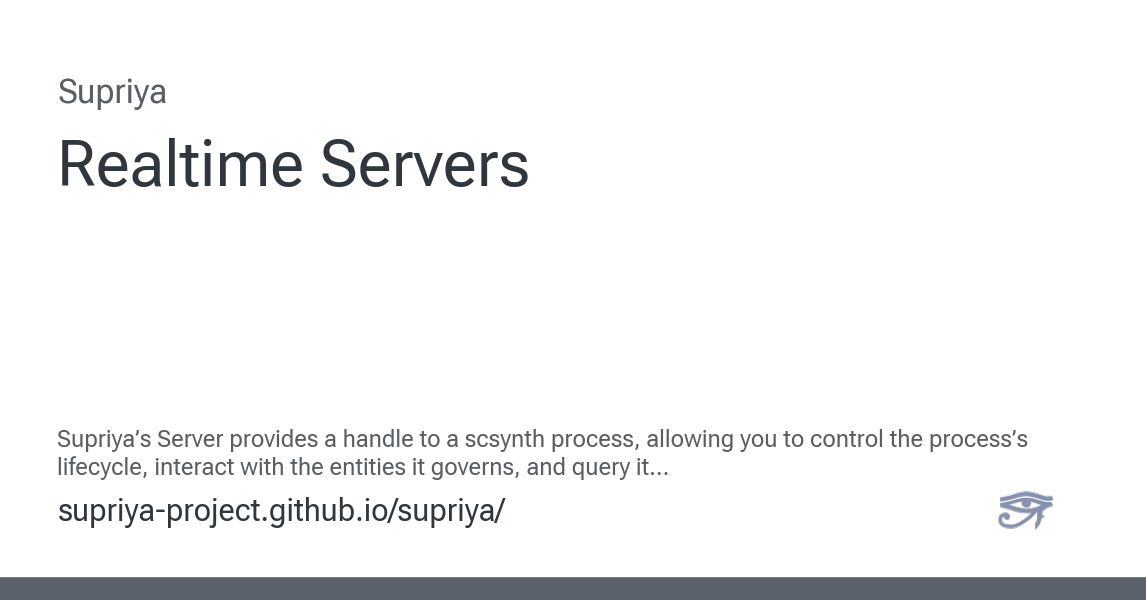 Supriya
Realtime Servers
Supriya’s Server provides a handle to a scsynth process, allowing you to control the process’s
lifecycle, interact with the entities it governs, and query it...
supriya-project.github.io/supriya/